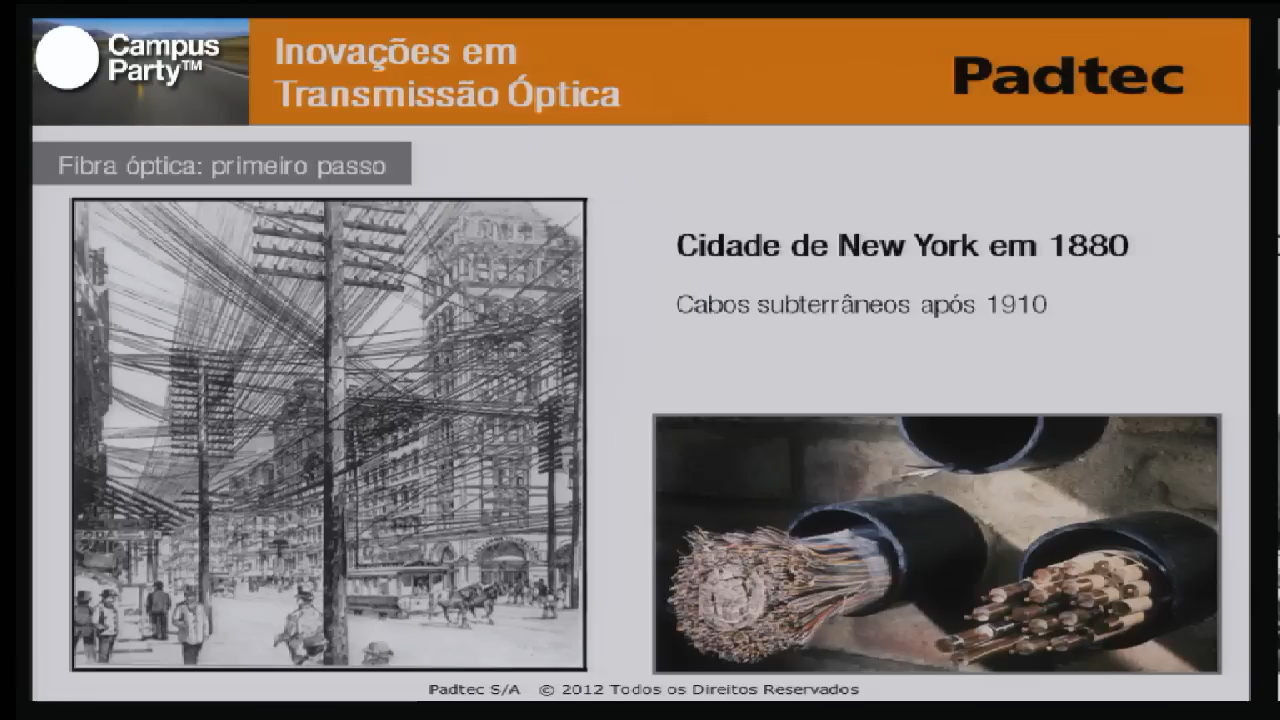 Campus
Party™
Inovações em
Transmissão Óptica
Padtec
Fibra óptica: primeiro passo
Cidade de New York em 1880
Cabos subterrâneos após 1910
Padtec S/A © 2012 Todos os Direitos Reservados